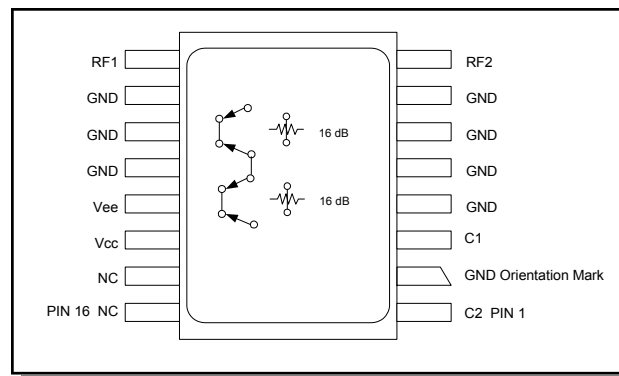 RF1
GND
GND
GND
Vee
Vcc
NC
PIN 16 NC
16 dB
16 dB
RF2
GND
GND
GND
GND
C1
GND Orientation Mark
C2 PIN 1